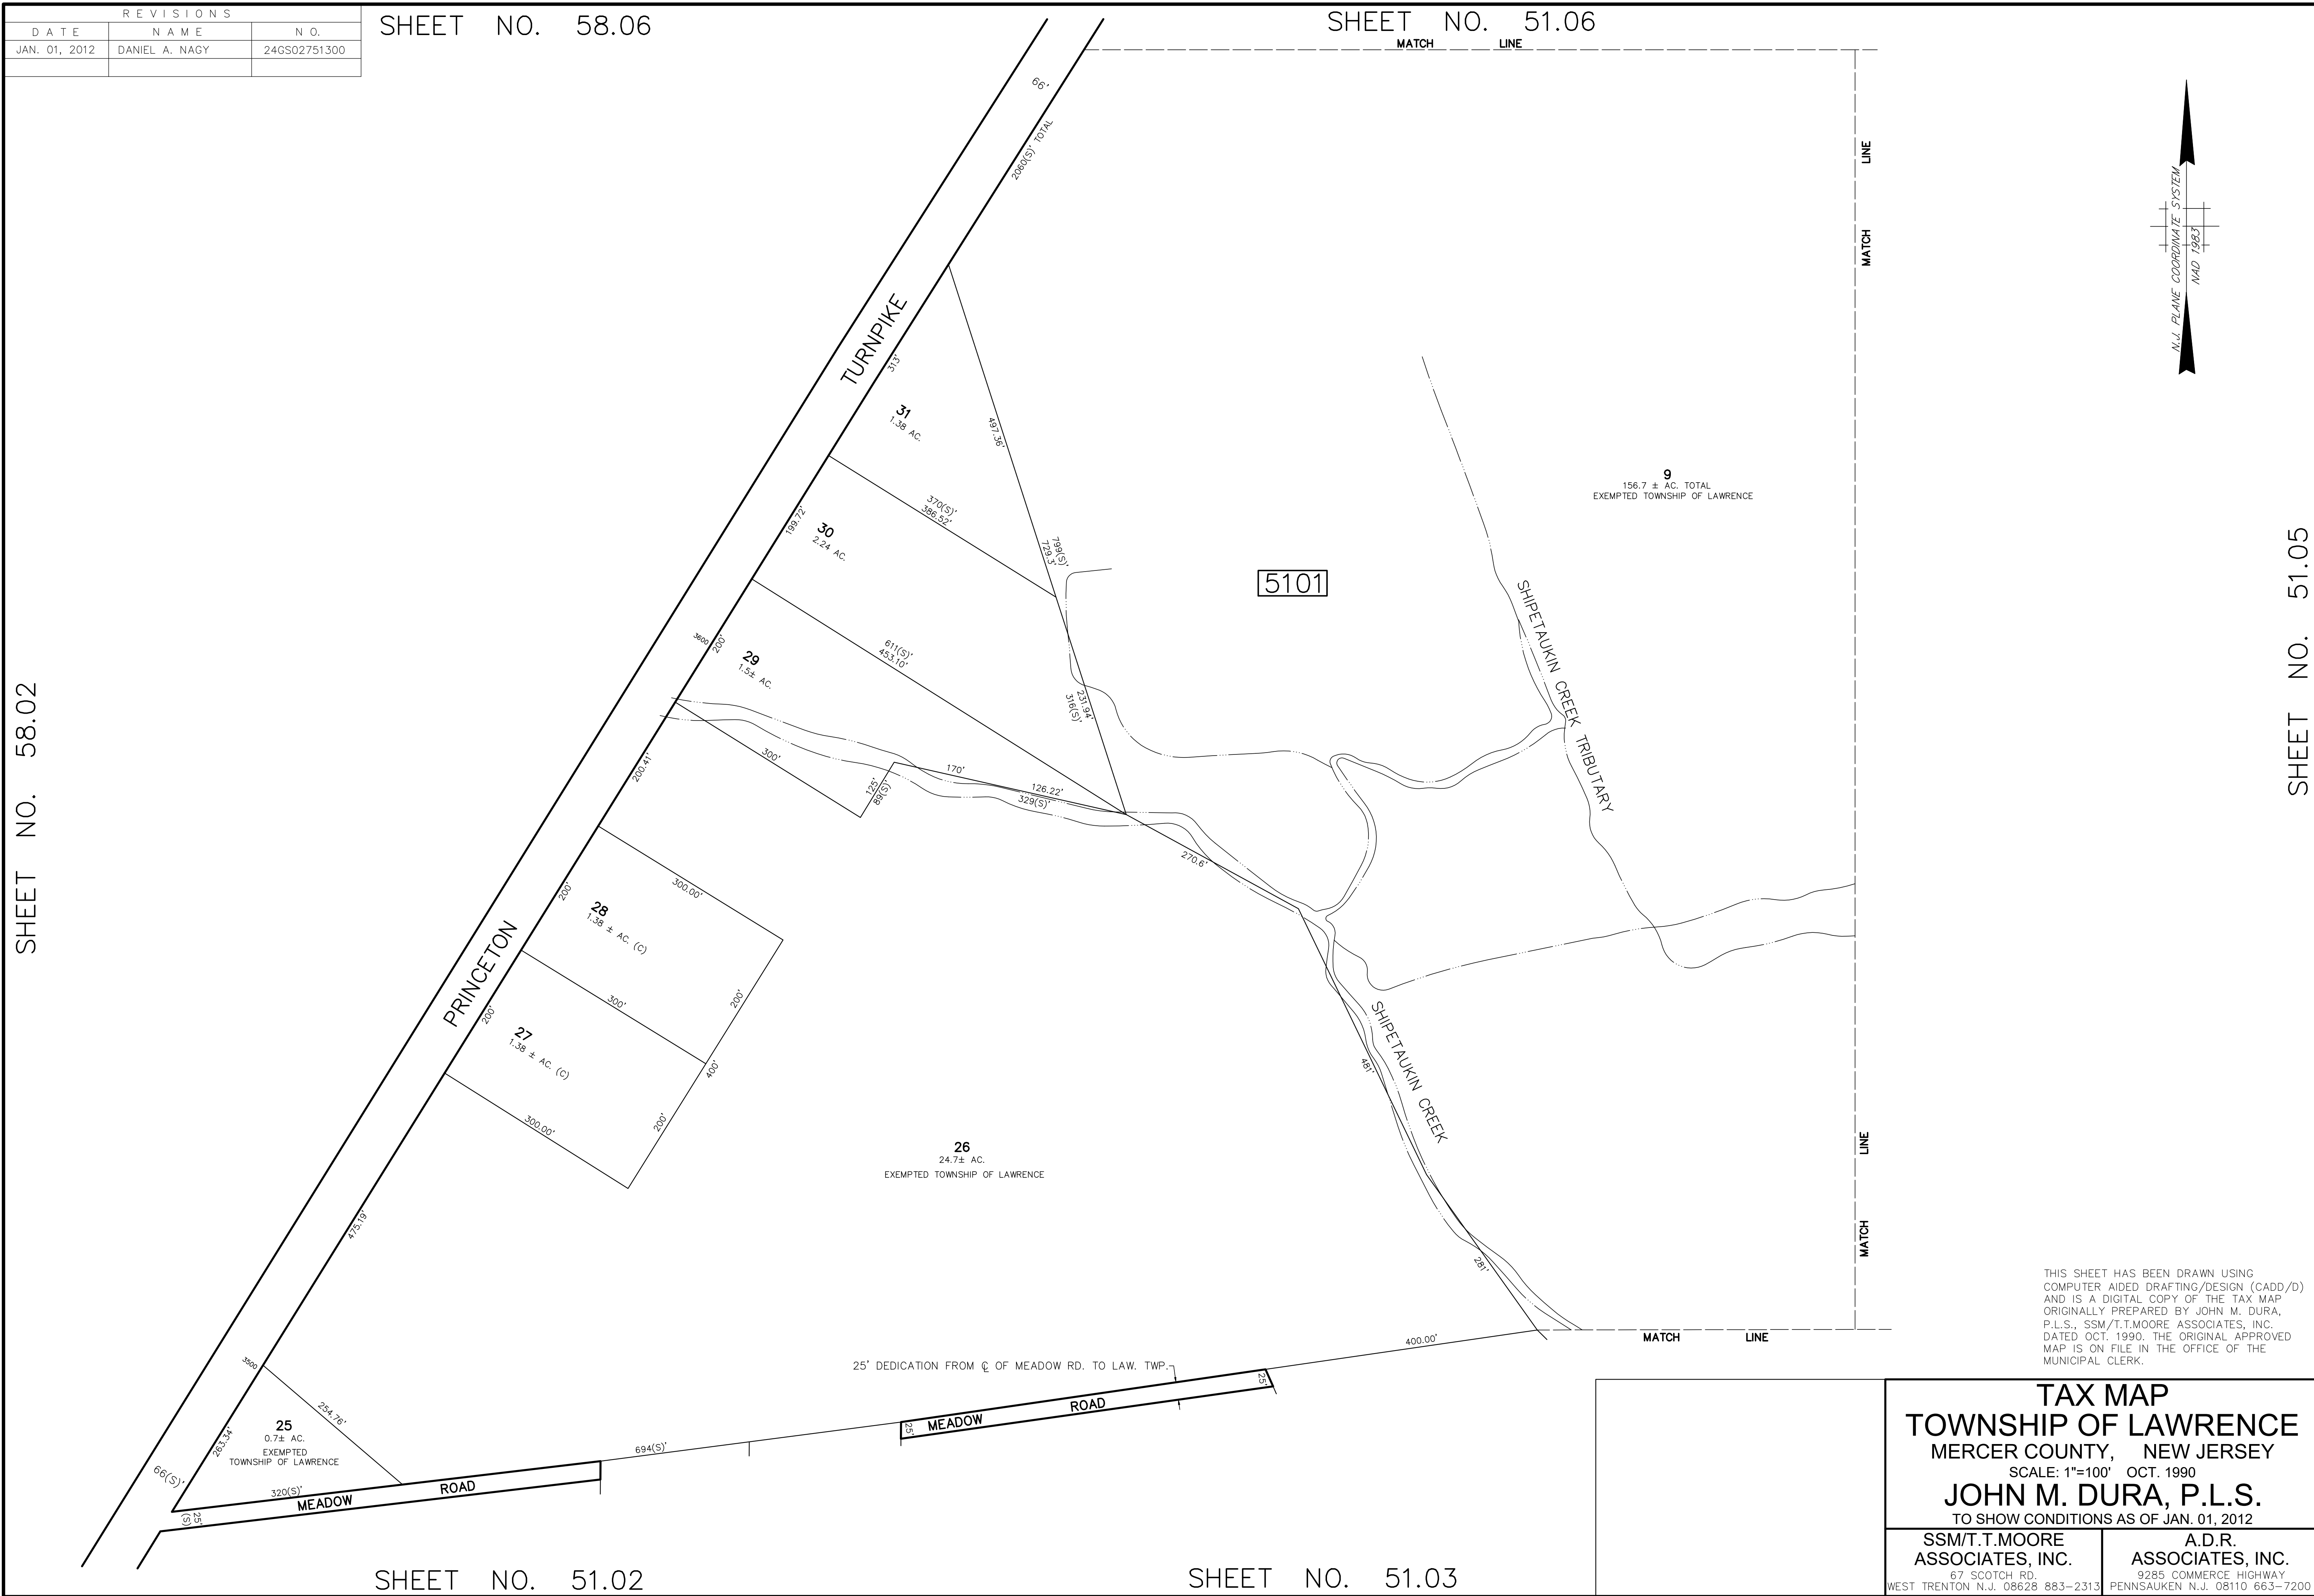 REVISIONS
DATE NAME NO.
JAN. 01, 2012 DANIEL A. NAGY 24GS02751300
SHEET NO. 58.06
SHEET NO. 51.06
MATCH LINE
66'
2060(S)' TOTAL
MATCH LINE
N.J. PLANE COORDINATE SYSTEM
NAD 1983
TURNPIKE
313'
31
1.38 AC.
497.36'
370(S)'
386.52'
199.72'
30
2.24 AC.
799(S)'
729.3'
9
156.7 ± AC. TOTAL
EXEMPTED TOWNSHIP OF LAWRENCE
5101
SHEET NO. 51.05
SHEET NO. 58.02
3600
200'
29
1.5± AC.
611(S)'
453.10'
231.94'
316(S)'
SHIPETAUKIN CREEK TRIBUTARY
200.41'
300'
125'
89(S)'
170'
126.22'
329(S)'
270.6'
200'
28
1.38 ± AC. (C)
300.00'
200'
PRINCETON
200'
300'
27
1.38 ± AC. (C)
400'
200'
300.00'
SHIPETAUKIN CREEK
481'
26
24.7± AC.
EXEMPTED TOWNSHIP OF LAWRENCE
475.19'
281'
MATCH LINE
400.00'
MATCH LINE
25' DEDICATION FROM ℄ OF MEADOW RD. TO LAW. TWP.
3500
254.76'
25
0.7± AC.
EXEMPTED
TOWNSHIP OF LAWRENCE
263.34'
66(S)'
320(S)'
MEADOW ROAD
25'
(S)
694(S)'
25'
MEADOW ROAD
25'
SHEET NO. 51.02
SHEET NO. 51.03
THIS SHEET HAS BEEN DRAWN USING
COMPUTER AIDED DRAFTING/DESIGN (CADD/D)
AND IS A DIGITAL COPY OF THE TAX MAP
ORIGINALLY PREPARED BY JOHN M. DURA,
P.L.S., SSM/T.T.MOORE ASSOCIATES, INC.
DATED OCT. 1990. THE ORIGINAL APPROVED
MAP IS ON FILE IN THE OFFICE OF THE
MUNICIPAL CLERK.
TAX MAP
TOWNSHIP OF LAWRENCE
MERCER COUNTY, NEW JERSEY
SCALE: 1"=100' OCT. 1990
JOHN M. DURA, P.L.S.
TO SHOW CONDITIONS AS OF JAN. 01, 2012
SSM/T.T.MOORE
ASSOCIATES, INC.
67 SCOTCH RD.
WEST TRENTON N.J. 08628 883-2313
A.D.R.
ASSOCIATES, INC.
9285 COMMERCE HIGHWAY
PENNSAUKEN N.J. 08110 663-7200